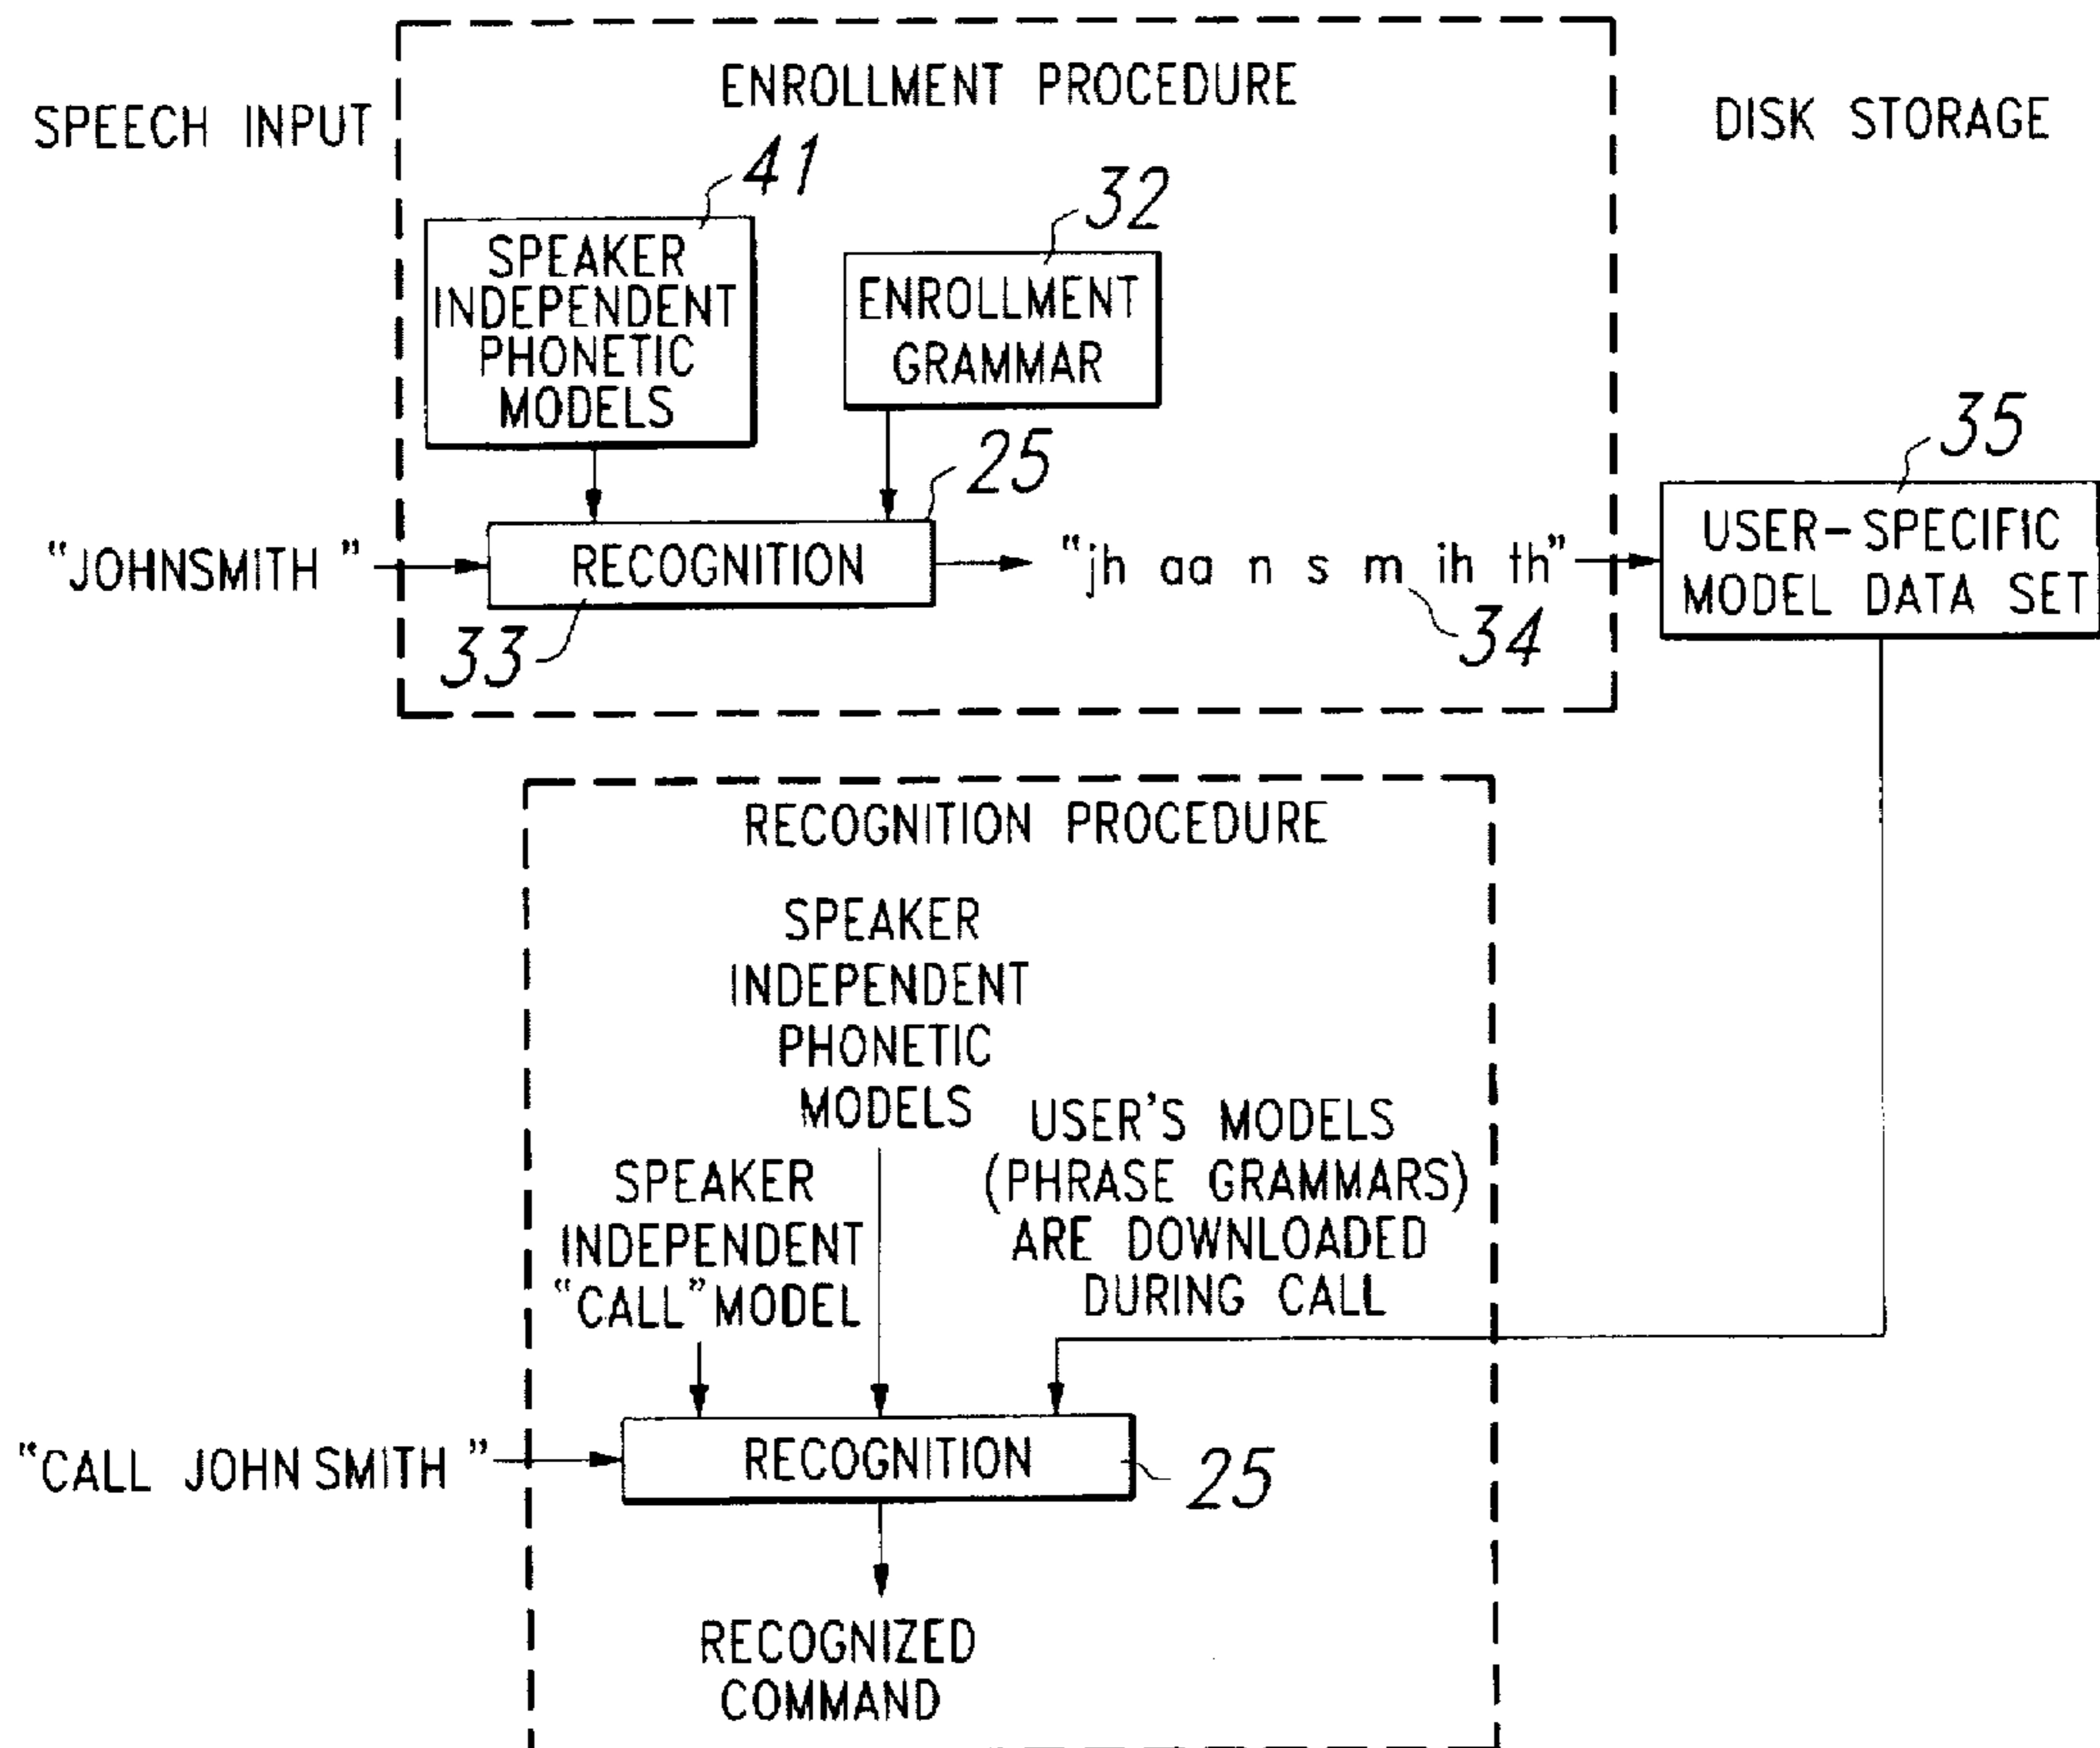 ENROLLMENT PROCEDURE
SPEECH INPUT
DISK STORAGE
41
32
SPEAKER
INDEPENDENT
PHONETIC
MODELS
ENROLLMENT
GRAMMAR
25
35
"JOHNSMITH"
RECOGNITION
"jh aa n s m ih th"
USER-SPECIFIC
MODEL DATA SET
33
34
RECOGNITION PROCEDURE
SPEAKER
INDEPENDENT
PHONETIC
MODELS
SPEAKER
INDEPENDENT
"CALL" MODEL
USER'S MODELS
(PHRASE GRAMMARS)
ARE DOWNLOADED
DURING CALL
"CALL JOHN SMITH"
RECOGNITION
25
RECOGNIZED
COMMAND